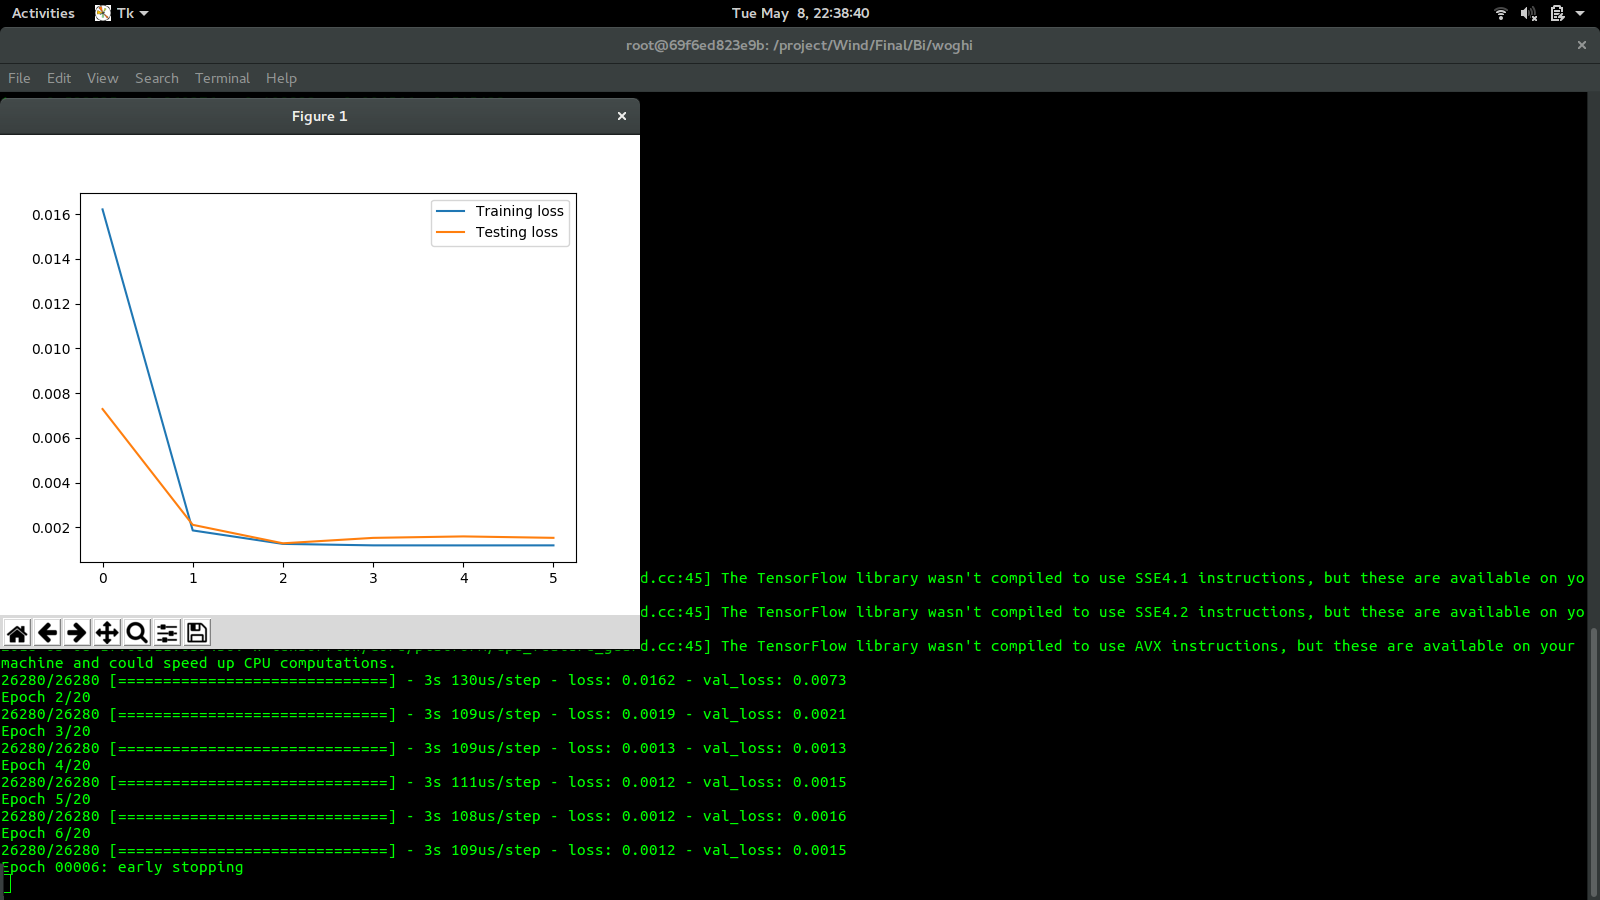 Activities Tk Tue May 8, 22:38:40
root@69f6ed823e9b: /project/Wind/Final/Bi/woghi
File Edit View Search Terminal Help
Figure 1
Training loss
Testing loss
0.016
0.014
0.012
0.010
0.008
0.006
0.004
0.002
0 1 2 3 4 5
d.cc:45] The TensorFlow library wasn't compiled to use SSE4.1 instructions, but these are available on yo
d.cc:45] The TensorFlow library wasn't compiled to use SSE4.2 instructions, but these are available on yo
d.cc:45] The TensorFlow library wasn't compiled to use AVX instructions, but these are available on your
machine and could speed up CPU computations.
26280/26280 [==============================] - 3s 130us/step - loss: 0.0162 - val_loss: 0.0073
Epoch 2/20
26280/26280 [==============================] - 3s 109us/step - loss: 0.0019 - val_loss: 0.0021
Epoch 3/20
26280/26280 [==============================] - 3s 109us/step - loss: 0.0013 - val_loss: 0.0013
Epoch 4/20
26280/26280 [==============================] - 3s 111us/step - loss: 0.0012 - val_loss: 0.0015
Epoch 5/20
26280/26280 [==============================] - 3s 108us/step - loss: 0.0012 - val_loss: 0.0016
Epoch 6/20
26280/26280 [==============================] - 3s 109us/step - loss: 0.0012 - val_loss: 0.0015
Epoch 00006: early stopping